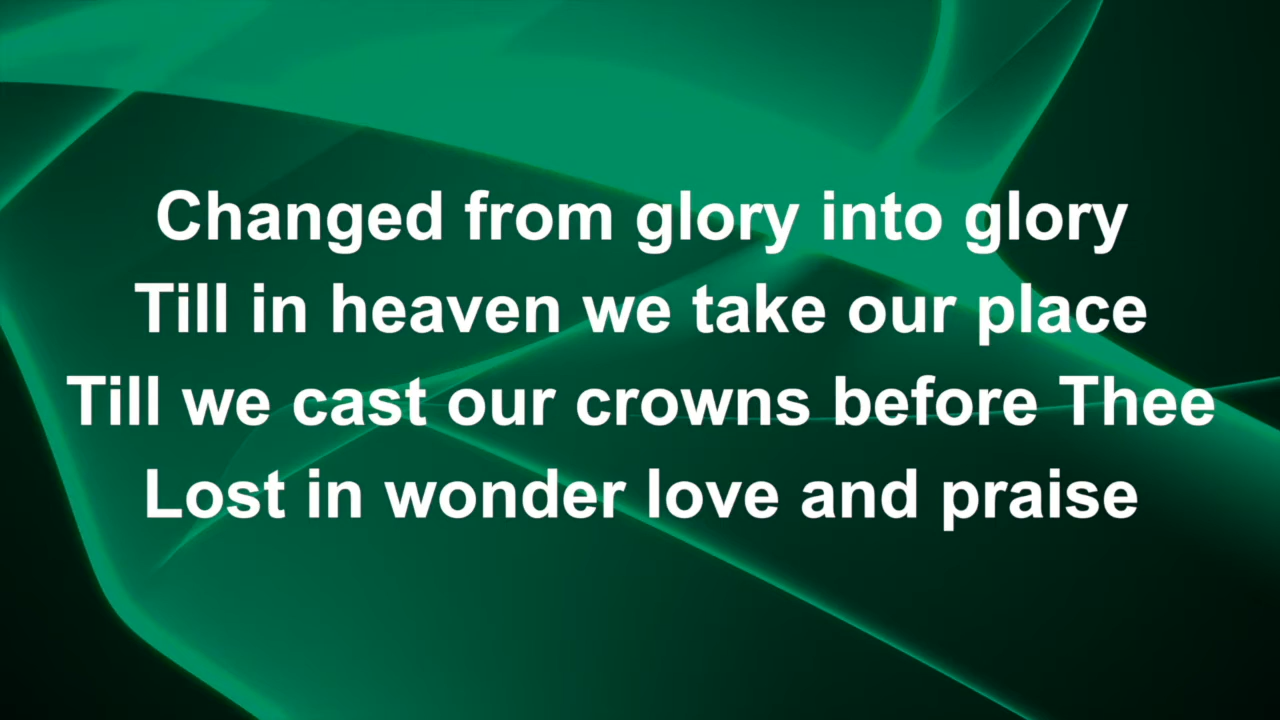 Changed from glory into glory
Till in heaven we take our place
Till we cast our crowns before Thee
Lost in wonder love and praise